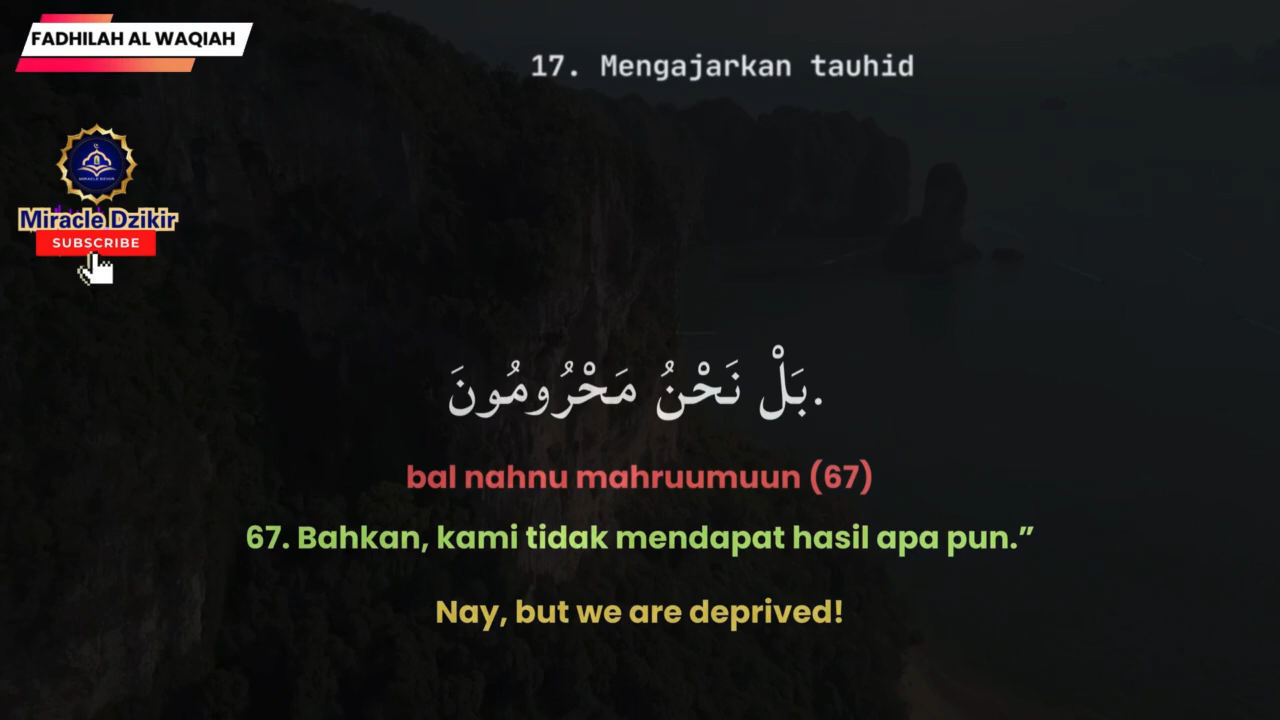 FADHILAH AL WAQIAH
17. Mengajarkan tauhid
Miracle Dzikir
SUBSCRIBE
بَلْ نَحْنُ مَحْرُومُونَ.
bal nahnu mahruumuun (67)
67. Bahkan, kami tidak mendapat hasil apa pun.”
Nay, but we are deprived!